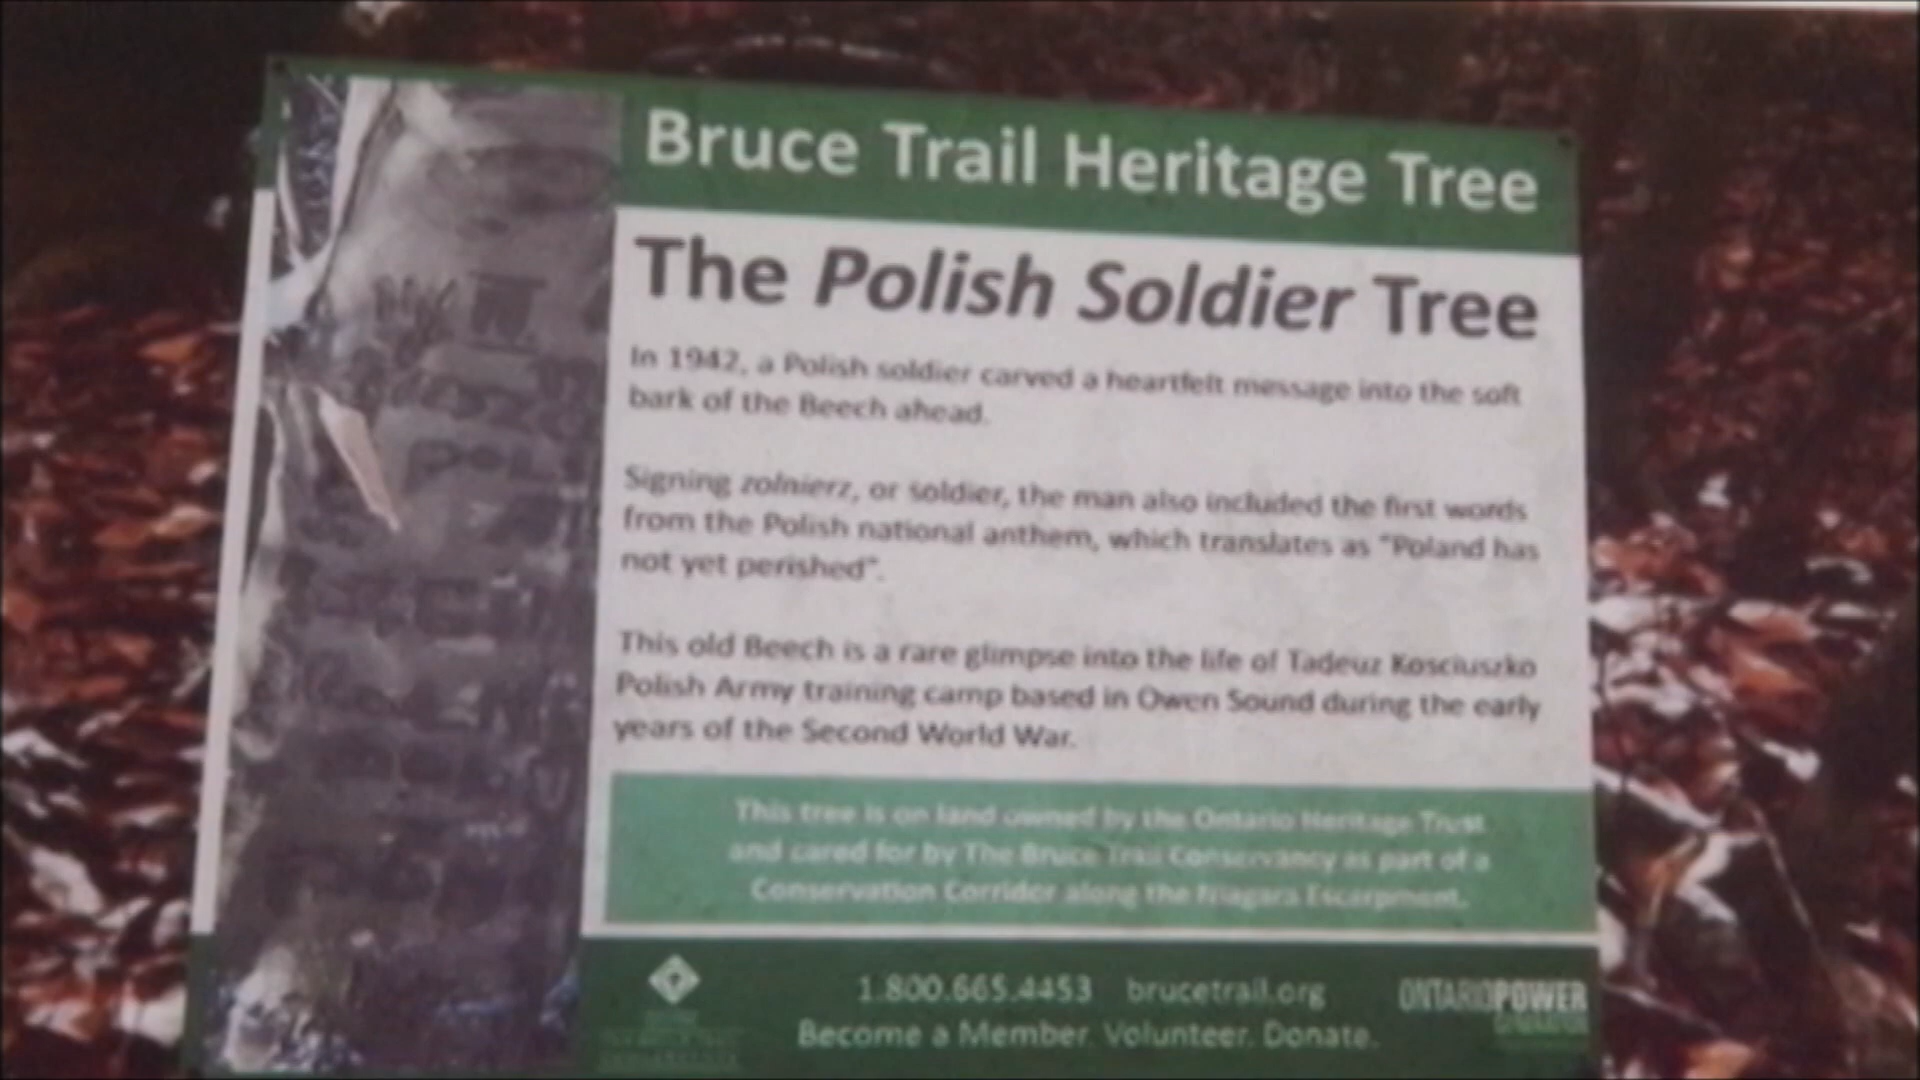 Bruce Trail Heritage Tree
The Polish Soldier Tree
In 1942, a Polish soldier carved a heartfelt message into the soft
bark of the Beech ahead.
Signing zolnierz, or soldier, the man also included the first words
from the Polish national anthem, which translates as "Poland has
not yet perished".
This old Beech is a rare glimpse into the life of Tadeuz Kosciuszko
Polish Army training camp based in Owen Sound during the early
years of the Second World War.
This tree is on land owned by the Ontario Heritage Trust
and cared for by The Bruce Trail Conservancy as part of a
Conservation Corridor along the Niagara Escarpment.
1.800.665.4453 brucetrail.org
Become a Member. Volunteer. Donate.
ONTARIOPOWER